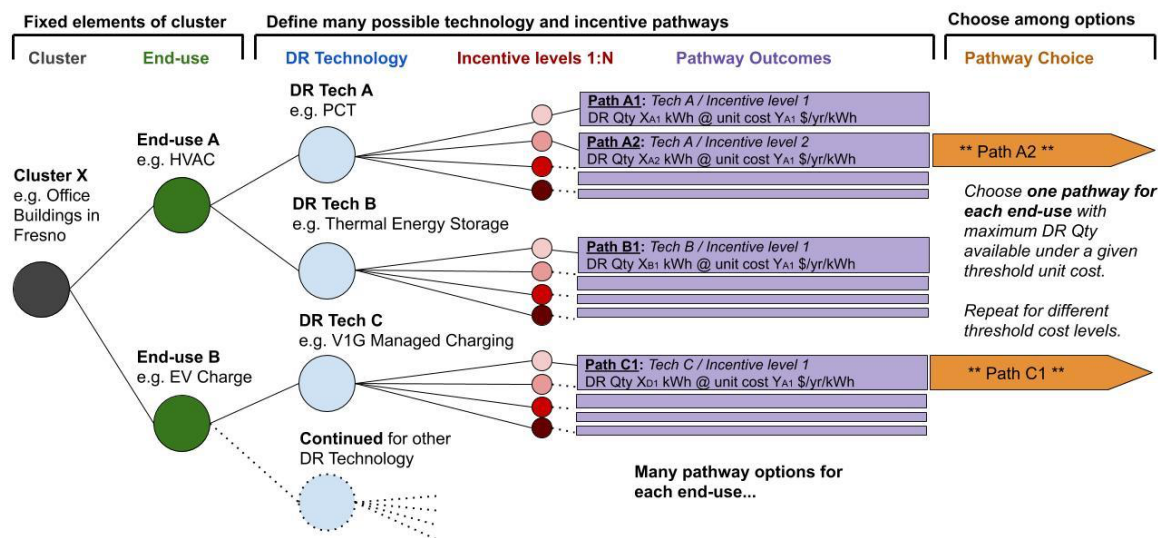 Fixed elements of cluster
Define many possible technology and incentive pathways
Choose among options
Cluster
End-use
DR Technology
Incentive levels 1:N
Pathway Outcomes
Pathway Choice
Cluster X
e.g. Office
Buildings in
Fresno
End-use A
e.g. HVAC
End-use B
e.g. EV Charge
DR Tech A
e.g. PCT
DR Tech B
e.g. Thermal Energy Storage
DR Tech C
e.g. V1G Managed Charging
Continued for other
DR Technology
Path A1: Tech A / Incentive level 1
DR Qty XA1 kWh @ unit cost YA1 $/yr/kWh
Path A2: Tech A / Incentive level 2
DR Qty XA2 kWh @ unit cost YA1 $/yr/kWh
Path B1: Tech B / Incentive level 1
DR Qty XB1 kWh @ unit cost YA1 $/yr/kWh
Path C1: Tech C / Incentive level 1
DR Qty XD1 kWh @ unit cost YA1 $/yr/kWh
Many pathway options for
each end-use...
** Path A2 **
Choose one pathway for
each end-use with
maximum DR Qty
available under a given
threshold unit cost.
Repeat for different
threshold cost levels.
** Path C1 **